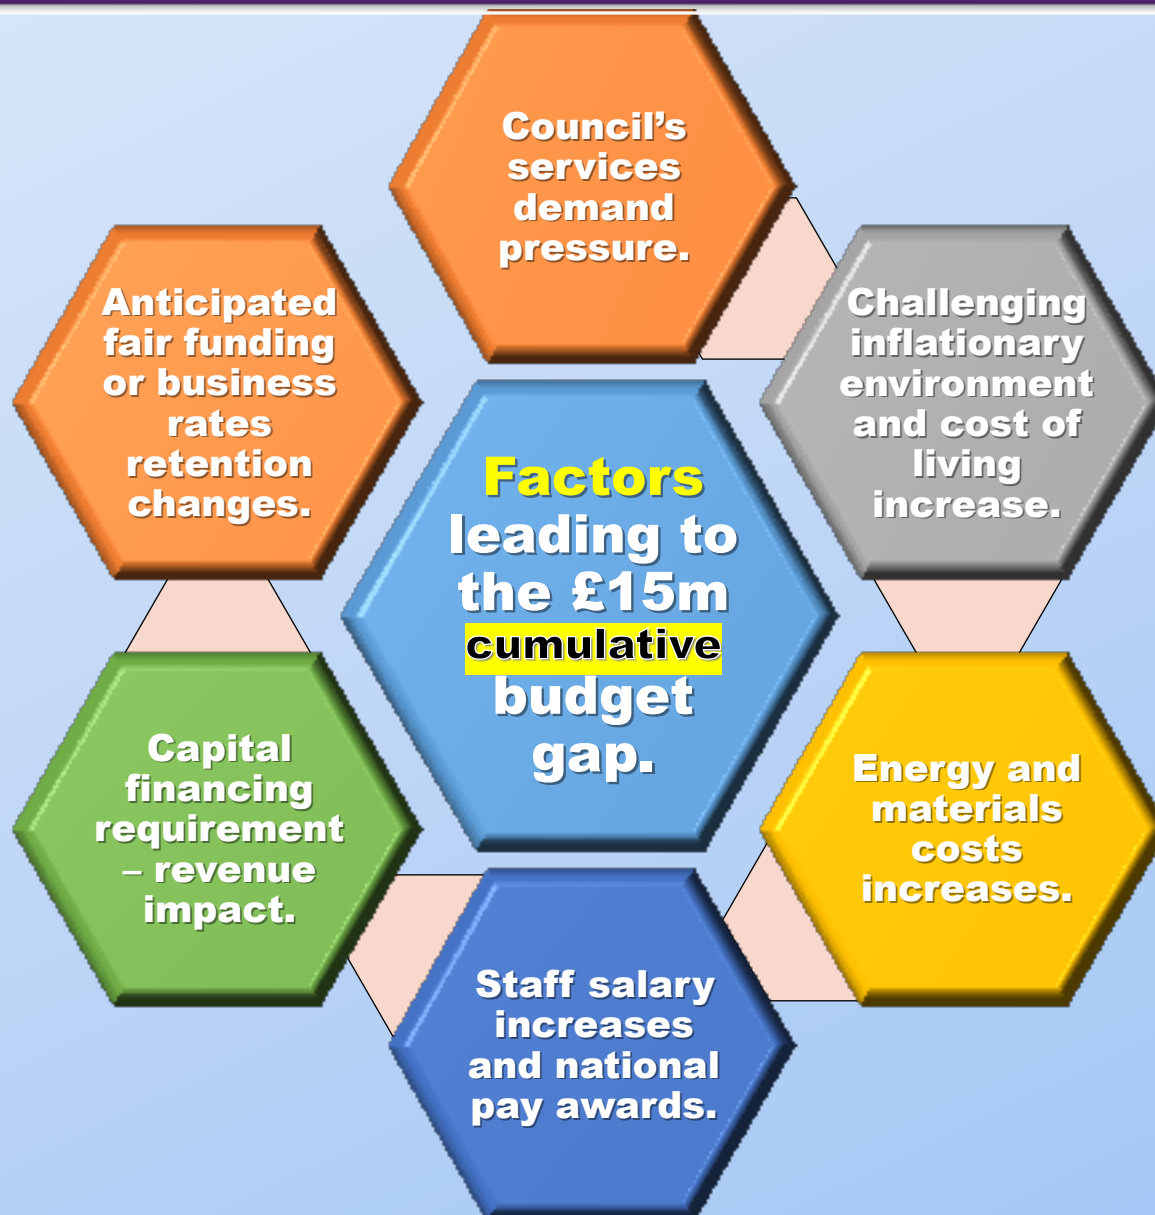 Council’s
services
demand
pressure.
Challenging
inflationary
environment
and cost of
living
increase.
Energy and
materials
costs
increases.
Staff salary
increases
and national
pay awards.
Capital
financing
requirement
– revenue
impact.
Anticipated
fair funding
or business
rates
retention
changes.
Factors
leading to
the £15m
cumulative
budget
gap.